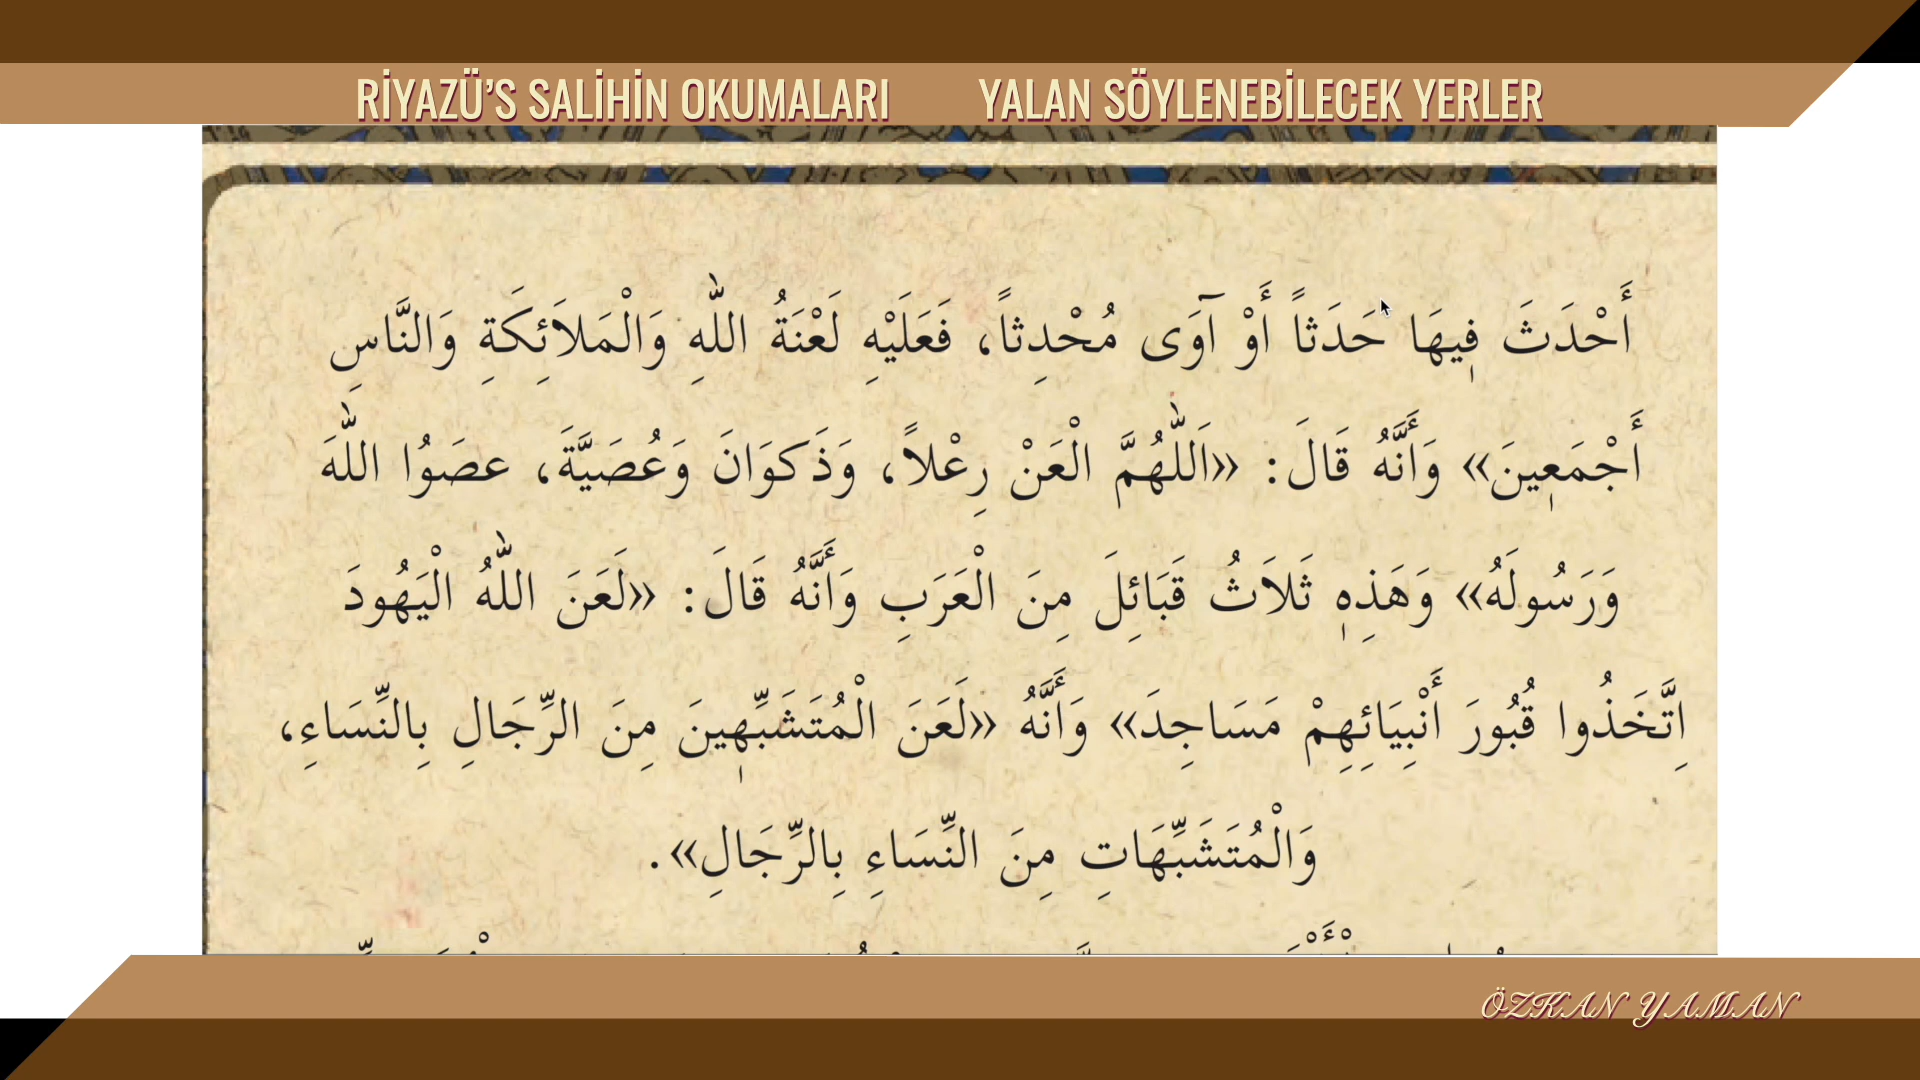 RİYAZÜ’S SALİHİN OKUMALARI YALAN SÖYLENEBİLECEK YERLER
أَحْدَثَ فِيهَا حَدَثاً أَوْ آوَى مُحْدِثاً، فَعَلَيْهِ لَعْنَةُ اللّٰهِ وَالْمَلاَئِكَةِ وَالنَّاسِ
أَجْمَعِينَ» وَأَنَّهُ قَالَ: «اَللّٰهُمَّ الْعَنْ رِعْلاً، وَذَكوَانَ وَعُصَيَّةَ، عصَوُا اللّٰهَ
وَرَسُولَهُ» وَهَذِهِ ثَلاَثُ قَبَائِلَ مِنَ الْعَرَبِ وَأَنَّهُ قَالَ: «لَعَنَ اللّٰهُ الْيَهُودَ
اِتَّخَذُوا قُبُورَ أَنْبِيَائِهِمْ مَسَاجِدَ» وَأَنَّهُ «لَعَنَ الْمُتَشَبِّهِينَ مِنَ الرِّجَالِ بِالنِّسَاءِ،
وَالْمُتَشَبِّهَاتِ مِنَ النِّسَاءِ بِالرِّجَالِ».
ÖZKAN YAMAN